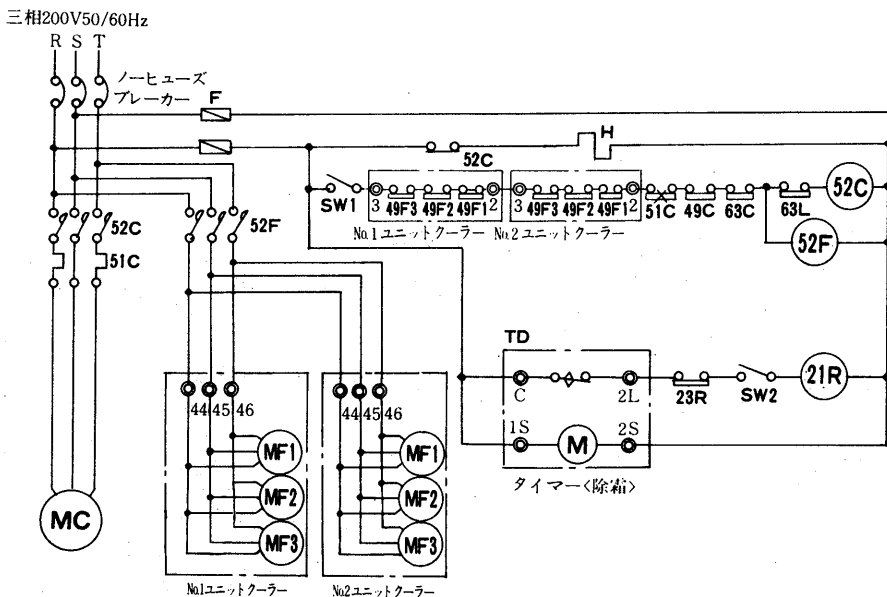 三相200V50/60Hz
R S T
ノーヒューズ
ブレーカー
F
H
52C
SW1
3 49F3 49F2 49F1 2
3 49F3 49F2 49F1 2
51C 49C 63C 63L 52C
No.1ユニットクーラー No.2ユニットクーラー
52C
52F
52F
51C
TD
C 2L 23R SW2 21R
44 45 46
44 45 46
1S 2S
M
MF1
MF1
タイマー<除霜>
MF2
MF2
MC
MF3
MF3
No.1ユニットクーラー
No.2ユニットクーラー